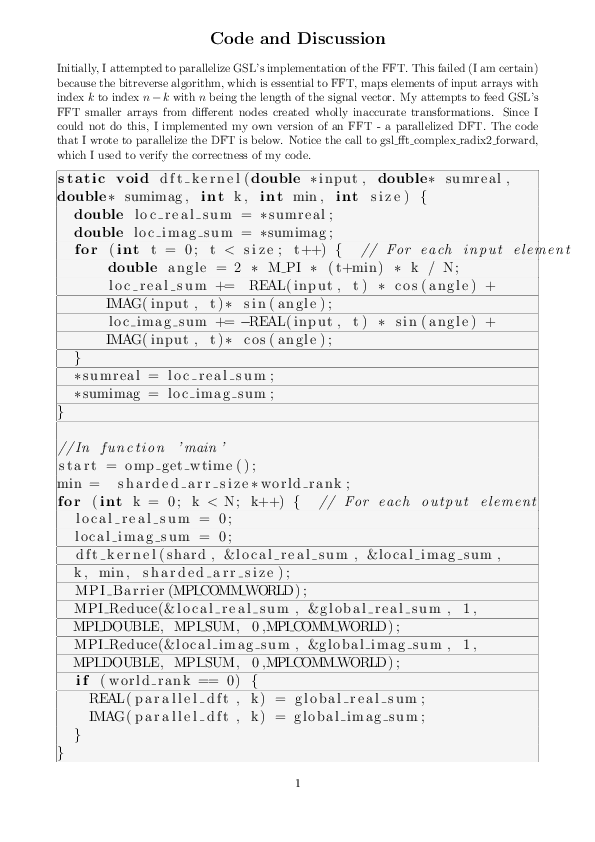 Code and Discussion
Initially, I attempted to parallelize GSL's implementation of the FFT. This failed (I am certain)
because the bitreverse algorithm, which is essential to FFT, maps elements of input arrays with
index k to index n − k with n being the length of the signal vector. My attempts to feed GSL's
FFT smaller arrays from different nodes created wholly inaccurate transformations. Since I
could not do this, I implemented my own version of an FFT - a parallelized DFT. The code
that I wrote to parallelize the DFT is below. Notice the call to gsl_fft_complex_radix2_forward,
which I used to verify the correctness of my code.
static void dft_kernel(double *input, double* sumreal,
double* sumimag, int k, int min, int size) {
double loc_real_sum = *sumreal;
double loc_imag_sum = *sumimag;
for (int t = 0; t < size; t++) { // For each input element
double angle = 2 * M_PI * (t+min) * k / N;
loc_real_sum += REAL(input, t) * cos(angle) +
IMAG(input, t)* sin(angle);
loc_imag_sum += −REAL(input, t) * sin(angle) +
IMAG(input, t)* cos(angle);
}
*sumreal = loc_real_sum;
*sumimag = loc_imag_sum;
}
//In function 'main'
start = omp_get_wtime();
min = sharded_arr_size*world_rank;
for (int k = 0; k < N; k++) { // For each output element
local_real_sum = 0;
local_imag_sum = 0;
dft_kernel(shard, &local_real_sum, &local_imag_sum,
k, min, sharded_arr_size);
MPI_Barrier(MPI_COMM_WORLD);
MPI_Reduce(&local_real_sum, &global_real_sum, 1,
MPI_DOUBLE, MPI_SUM, 0,MPI_COMM_WORLD);
MPI_Reduce(&local_imag_sum, &global_imag_sum, 1,
MPI_DOUBLE, MPI_SUM, 0,MPI_COMM_WORLD);
if (world_rank == 0) {
REAL(parallel_dft, k) = global_real_sum;
IMAG(parallel_dft, k) = global_imag_sum;
}
}
1